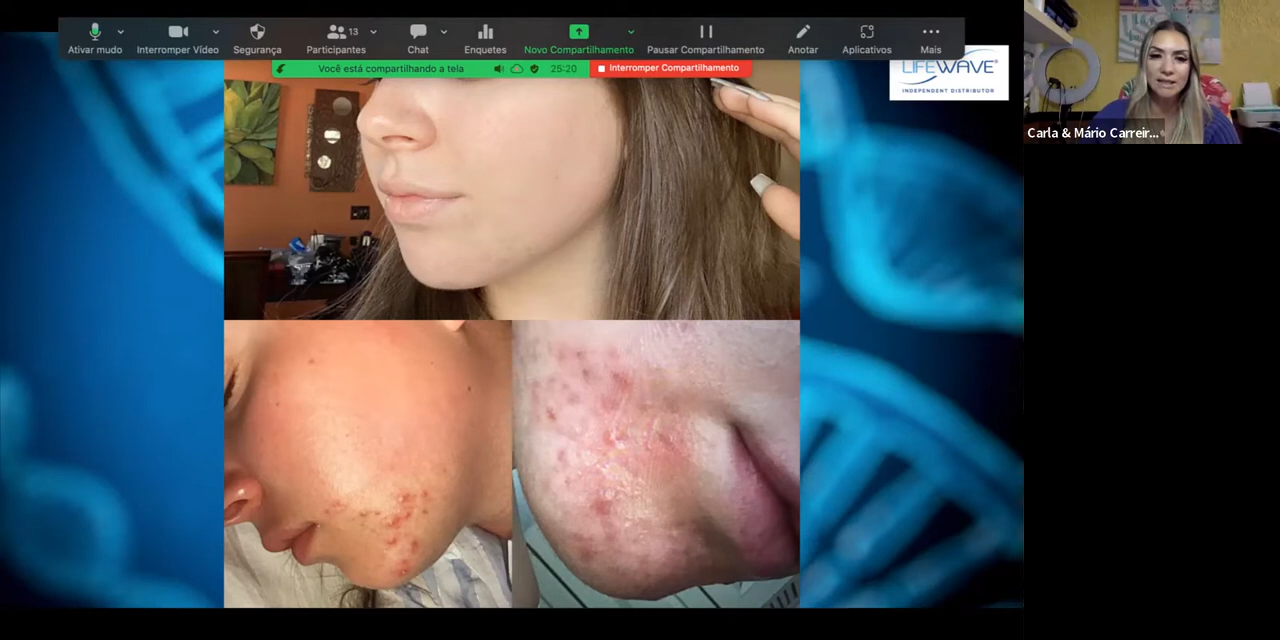 Ativar mudo
Interromper Vídeo
Segurança
13
Participantes
Chat
Enquetes
Novo Compartilhamento
Pausar Compartilhamento
Anotar
Aplicativos
Mais
Você está compartilhando a tela
25:20
Interromper Compartilhamento
LIFEWAVE®
INDEPENDENT DISTRIBUTOR
Carla & Mário Carreir...